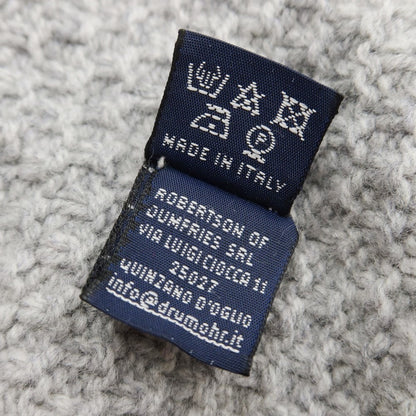 P
MADE IN ITALY
ROBERTSON OF
DUMFRIES SRL
VIA LUIGI CIOCCA 11
25027
QUINZANO D'OGLIO
info@drumohr.it